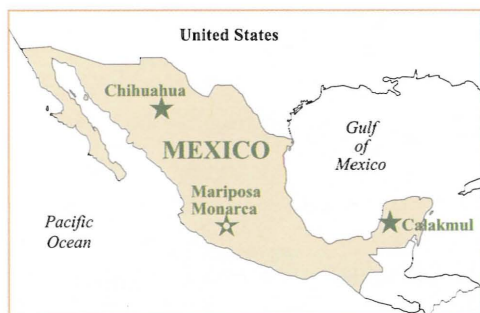 United States
Chihuahua
Gulf
of
Mexico
MEXICO
Mariposa
Monarca
Pacific
Ocean
Calakmul